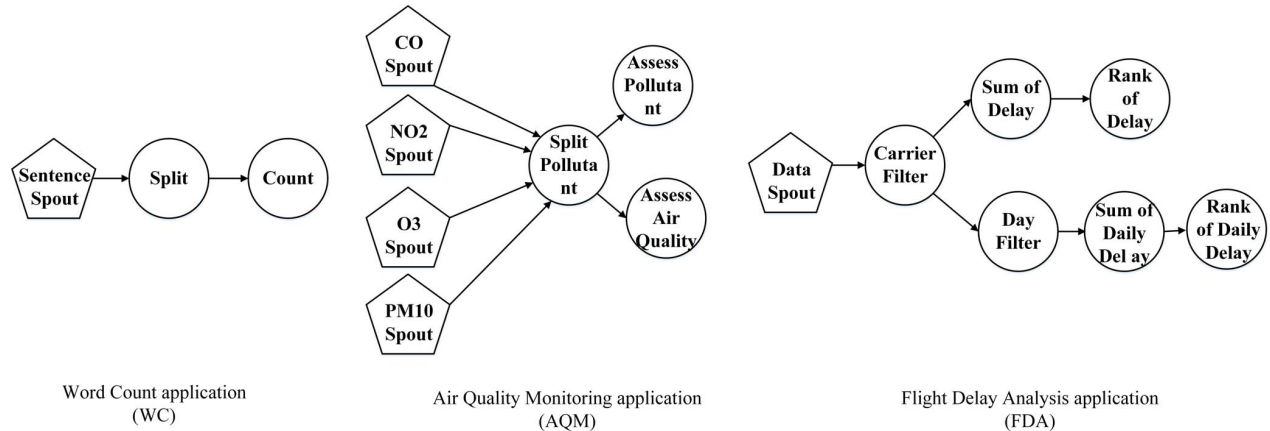 Sentence
Spout
Split
Count
Word Count application
(WC)
CO
Spout
NO2
Spout
O3
Spout
PM10
Spout
Split
Polluta
nt
Assess
Polluta
nt
Assess
Air
Quality
Air Quality Monitoring application
(AQM)
Data
Spout
Carrier
Filter
Sum of
Delay
Rank
of
Delay
Day
Filter
Sum of
Daily
Del ay
Rank
of Daily
Delay
Flight Delay Analysis application
(FDA)